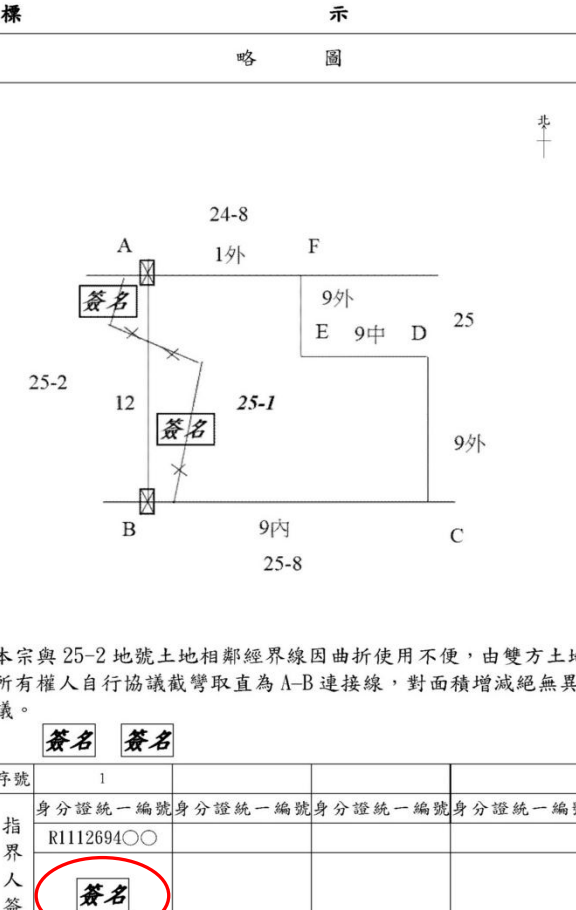 標 示
略 圖
北
24-8
A 1外 F
簽名 9外
E 9中 D 25
25-2
12 25-1
簽名
9外
B 9內 C
25-8
本宗與 25-2 地號土地相鄰經界線因曲折使用不便，由雙方土地
所有權人自行協議截彎取直為 A-B 連接線，對面積增減絕無異
議。
簽名 簽名
序號 1
身分證統一編號 身分證統一編號 身分證統一編號 身分證統一編號
R1112694○○
指界人簽
簽名